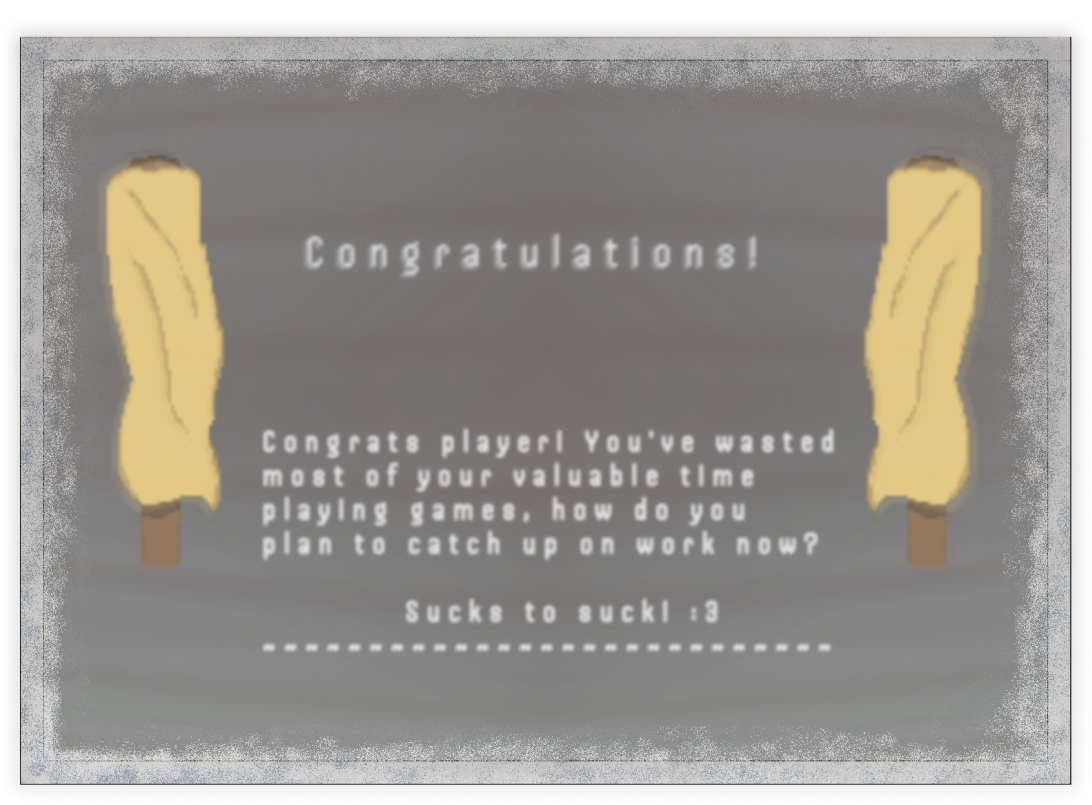 Congratulations!
Congrats player! You've wasted
most of your valuable time
playing games, how do you
plan to catch up on work now?
Sucks to suck! :3
~~~~~~~~~~~~~~~~~~~~~~~~~~~